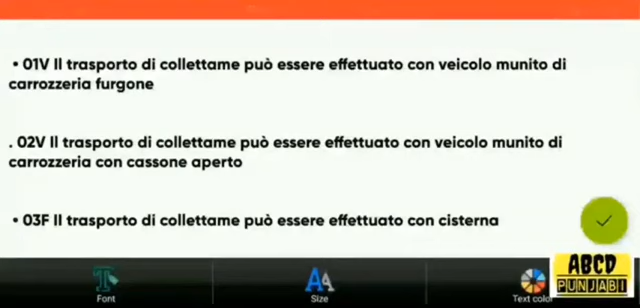 • 01V Il trasporto di collettame può essere effettuato con veicolo munito di
carrozzeria furgone
. 02V Il trasporto di collettame può essere effettuato con veicolo munito di
carrozzeria con cassone aperto
• 03F Il trasporto di collettame può essere effettuato con cisterna
Font
Size
Text color
ABCD
PUNJABI